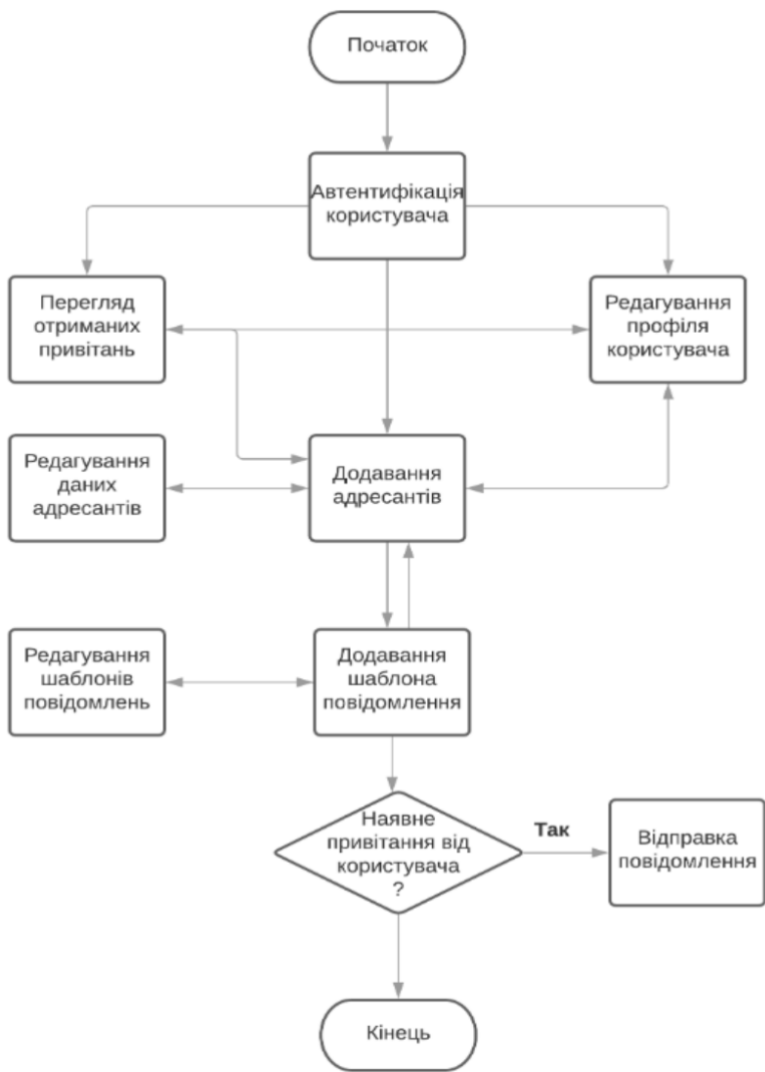 Початок
Автентифікація
користувача
Перегляд
отриманих
привітань
Редагування
профіля
користувача
Редагування
даних
адресантів
Додавання
адресантів
Редагування
шаблонів
повідомлень
Додавання
шаблона
повідомлення
Наявне
привітання від
користувача
?
Так
Відправка
повідомлення
Кінець